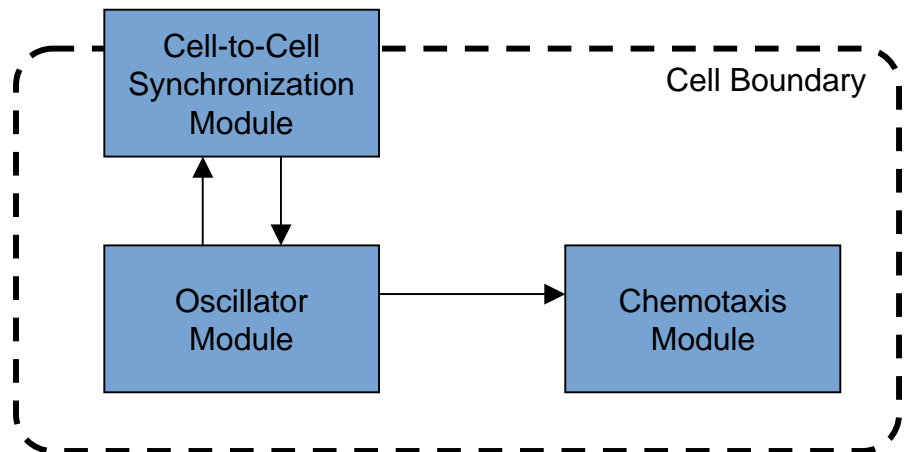 Cell-to-Cell
Synchronization
Module
Cell Boundary
Oscillator
Module
Chemotaxis
Module